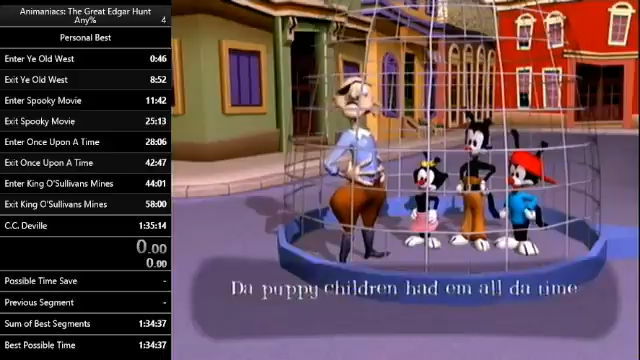 Animaniacs: The Great Edgar Hunt
Any% 4
Personal Best
Enter Ye Old West 0:46
Exit Ye Old West 8:52
Enter Spooky Movie 11:42
Exit Spooky Movie 25:13
Enter Once Upon A Time 28:06
Exit Once Upon A Time 42:47
Enter King O'Sullivans Mines 44:01
Exit King O'Sullivans Mines 58:00
C.C. Deville 1:35:14
0.00
0.00
Possible Time Save -
Previous Segment -
Sum of Best Segments 1:34:37
Best Possible Time 1:34:37
Da puppy children had em all da time